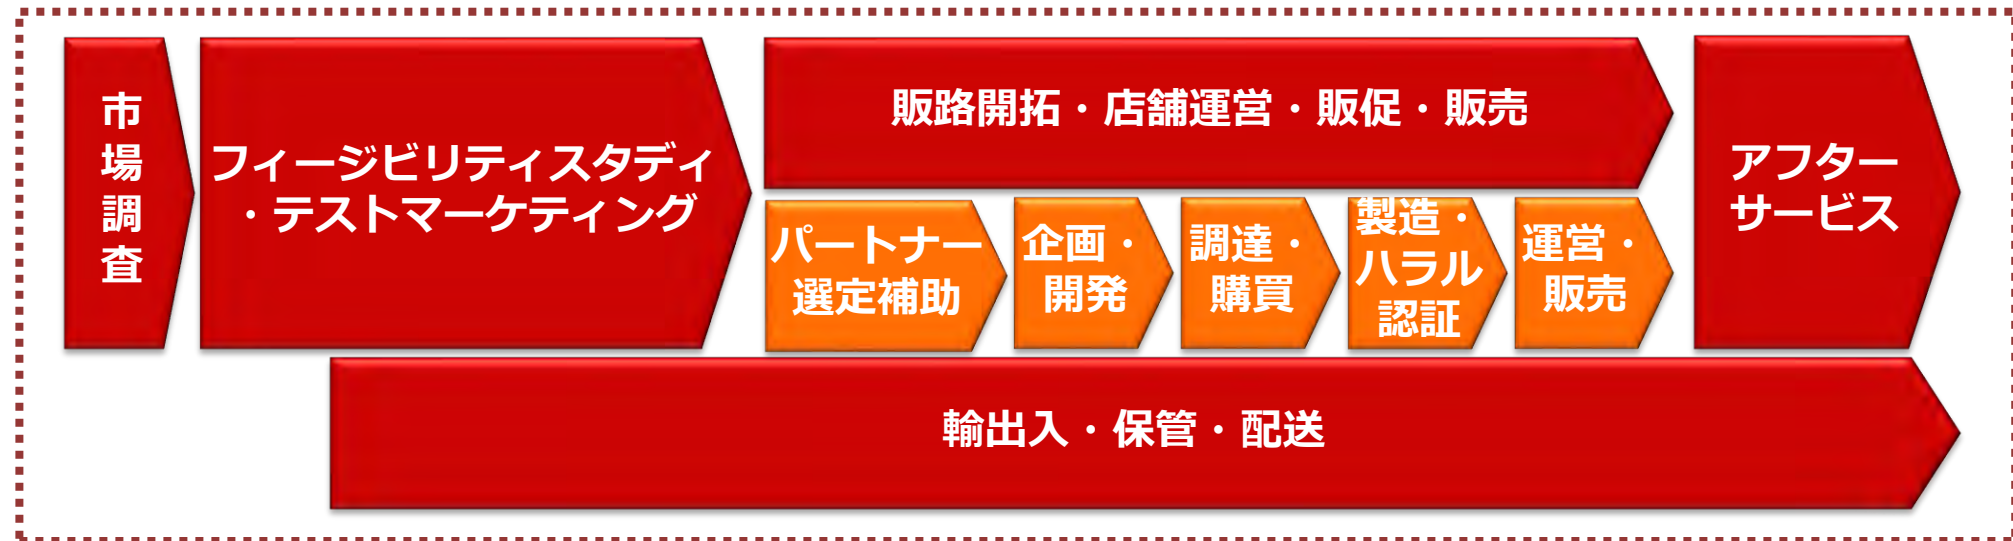 市場調査
フィージビリティスタディ
・テストマーケティング
販路開拓・店舗運営・販促・販売
パートナー
選定補助
企画・
開発
調達・
購買
製造・
ハラル
認証
運営・
販売
アフター
サービス
輸出入・保管・配送